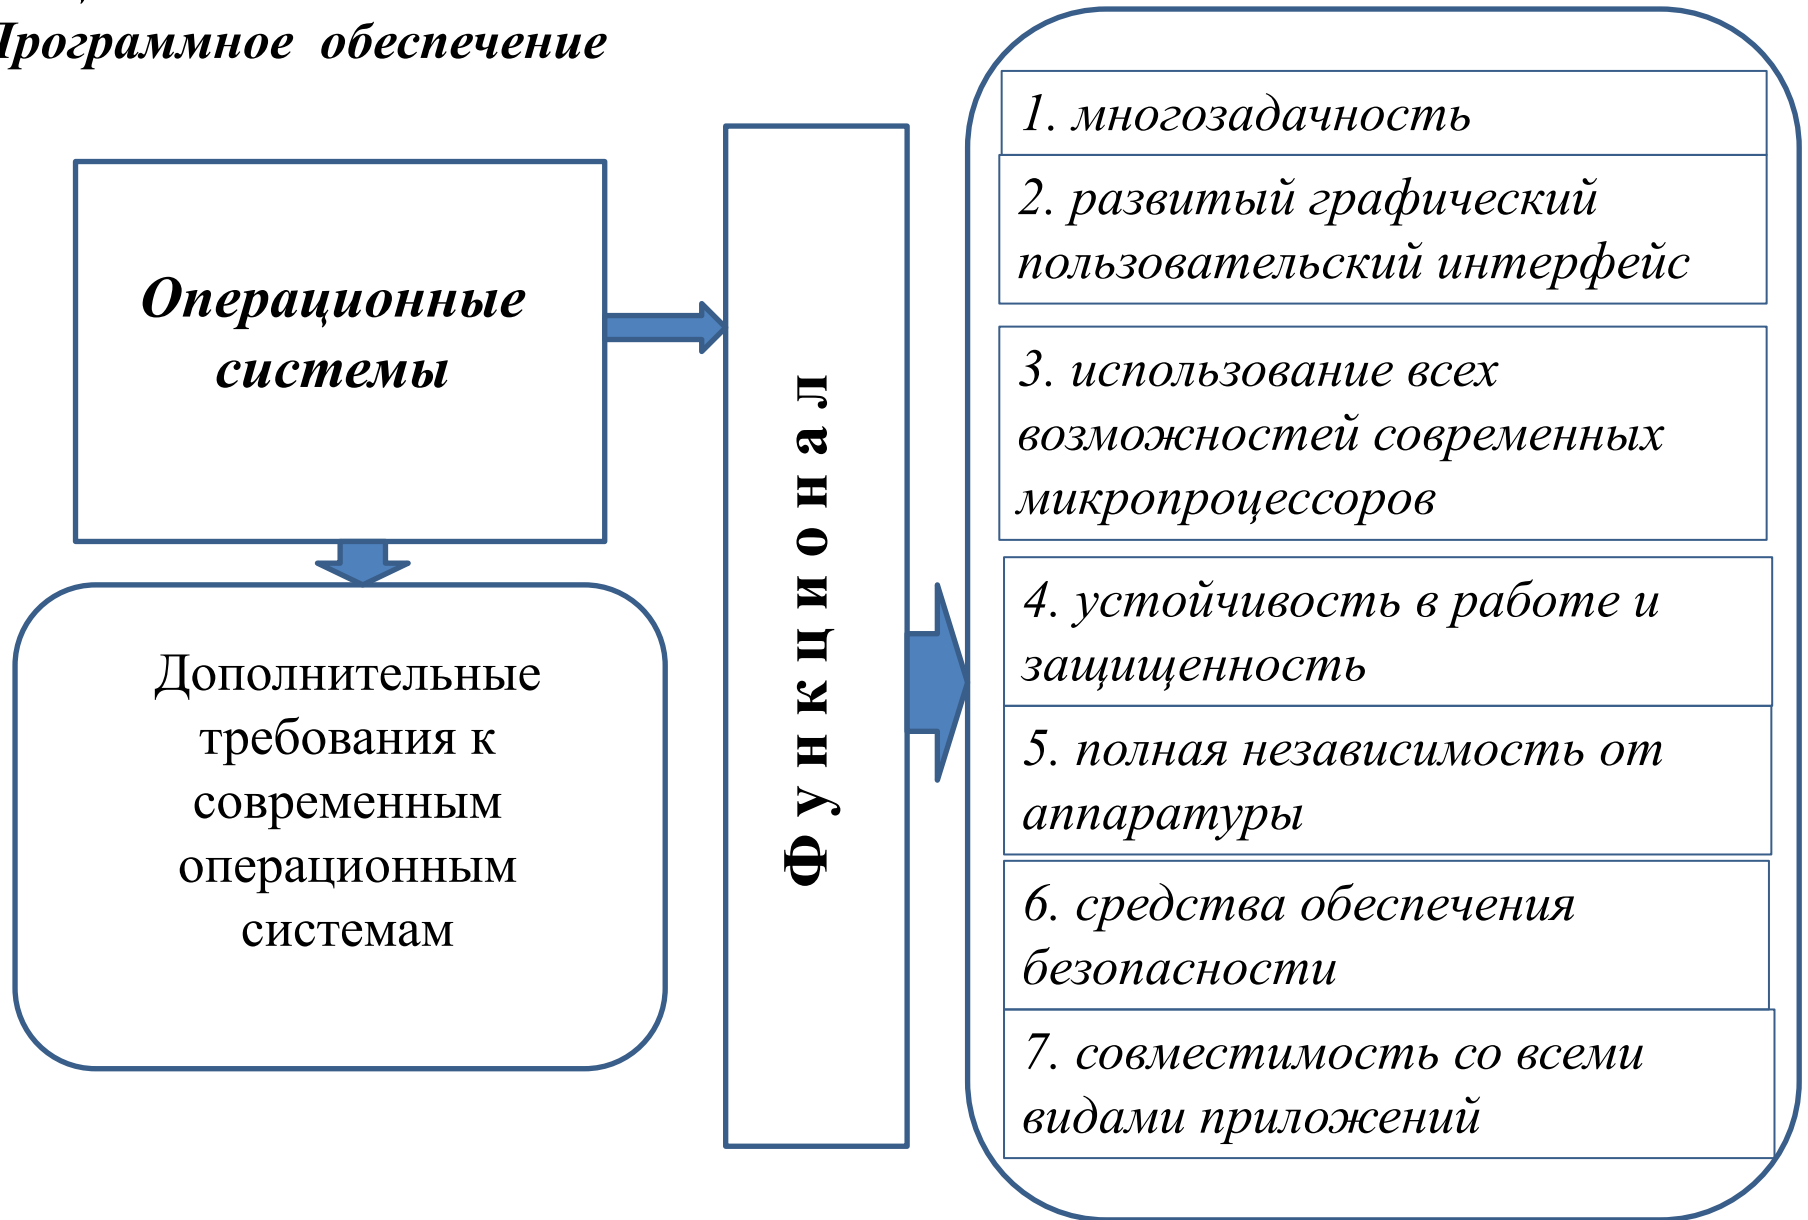 Программное обеспечение
Операционные
системы
Дополнительные
требования к
современным
операционным
системам
Функционал
1. многозадачность
2. развитый графический
пользовательский интерфейс
3. использование всех
возможностей современных
микропроцессоров
4. устойчивость в работе и
защищенность
5. полная независимость от
аппаратуры
6. средства обеспечения
безопасности
7. совместимость со всеми
видами приложений